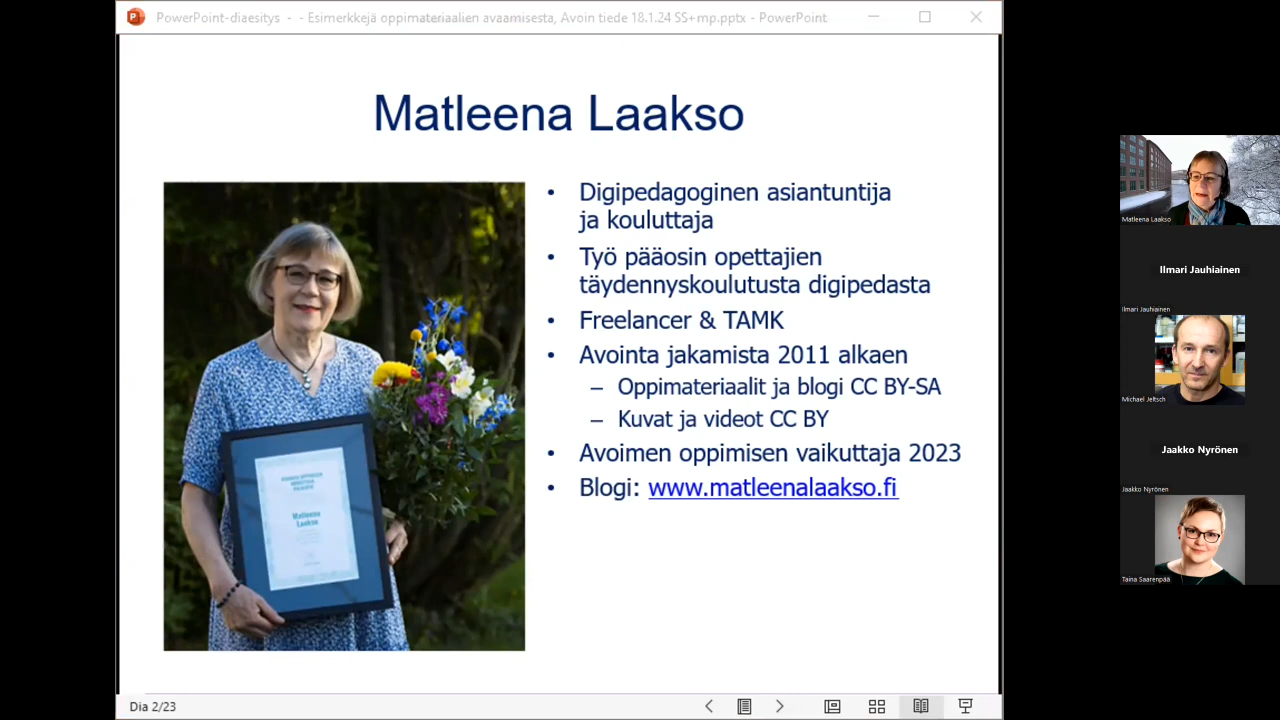 PowerPoint-diaesitys - - Esimerkkejä oppimateriaalien avaamisesta, Avoin tiede 18.1.24 SS+mp.pptx - PowerPoint
Matleena Laakso
• Digipedagoginen asiantuntija
ja kouluttaja
• Työ pääosin opettajien
täydennyskoulutusta digipedasta
• Freelancer & TAMK
• Avointa jakamista 2011 alkaen
– Oppimateriaalit ja blogi CC BY-SA
– Kuvat ja videot CC BY
• Avoimen oppimisen vaikuttaja 2023
• Blogi: www.matleenalaakso.fi
Matleena
Laakso
Dia 2/23
Matleena Laakso
Ilmari Jauhiainen
Ilmari Jauhiainen
Michael Jeltsch
Jaakko Nyrönen
Jaakko Nyrönen
Taina Saarenpää